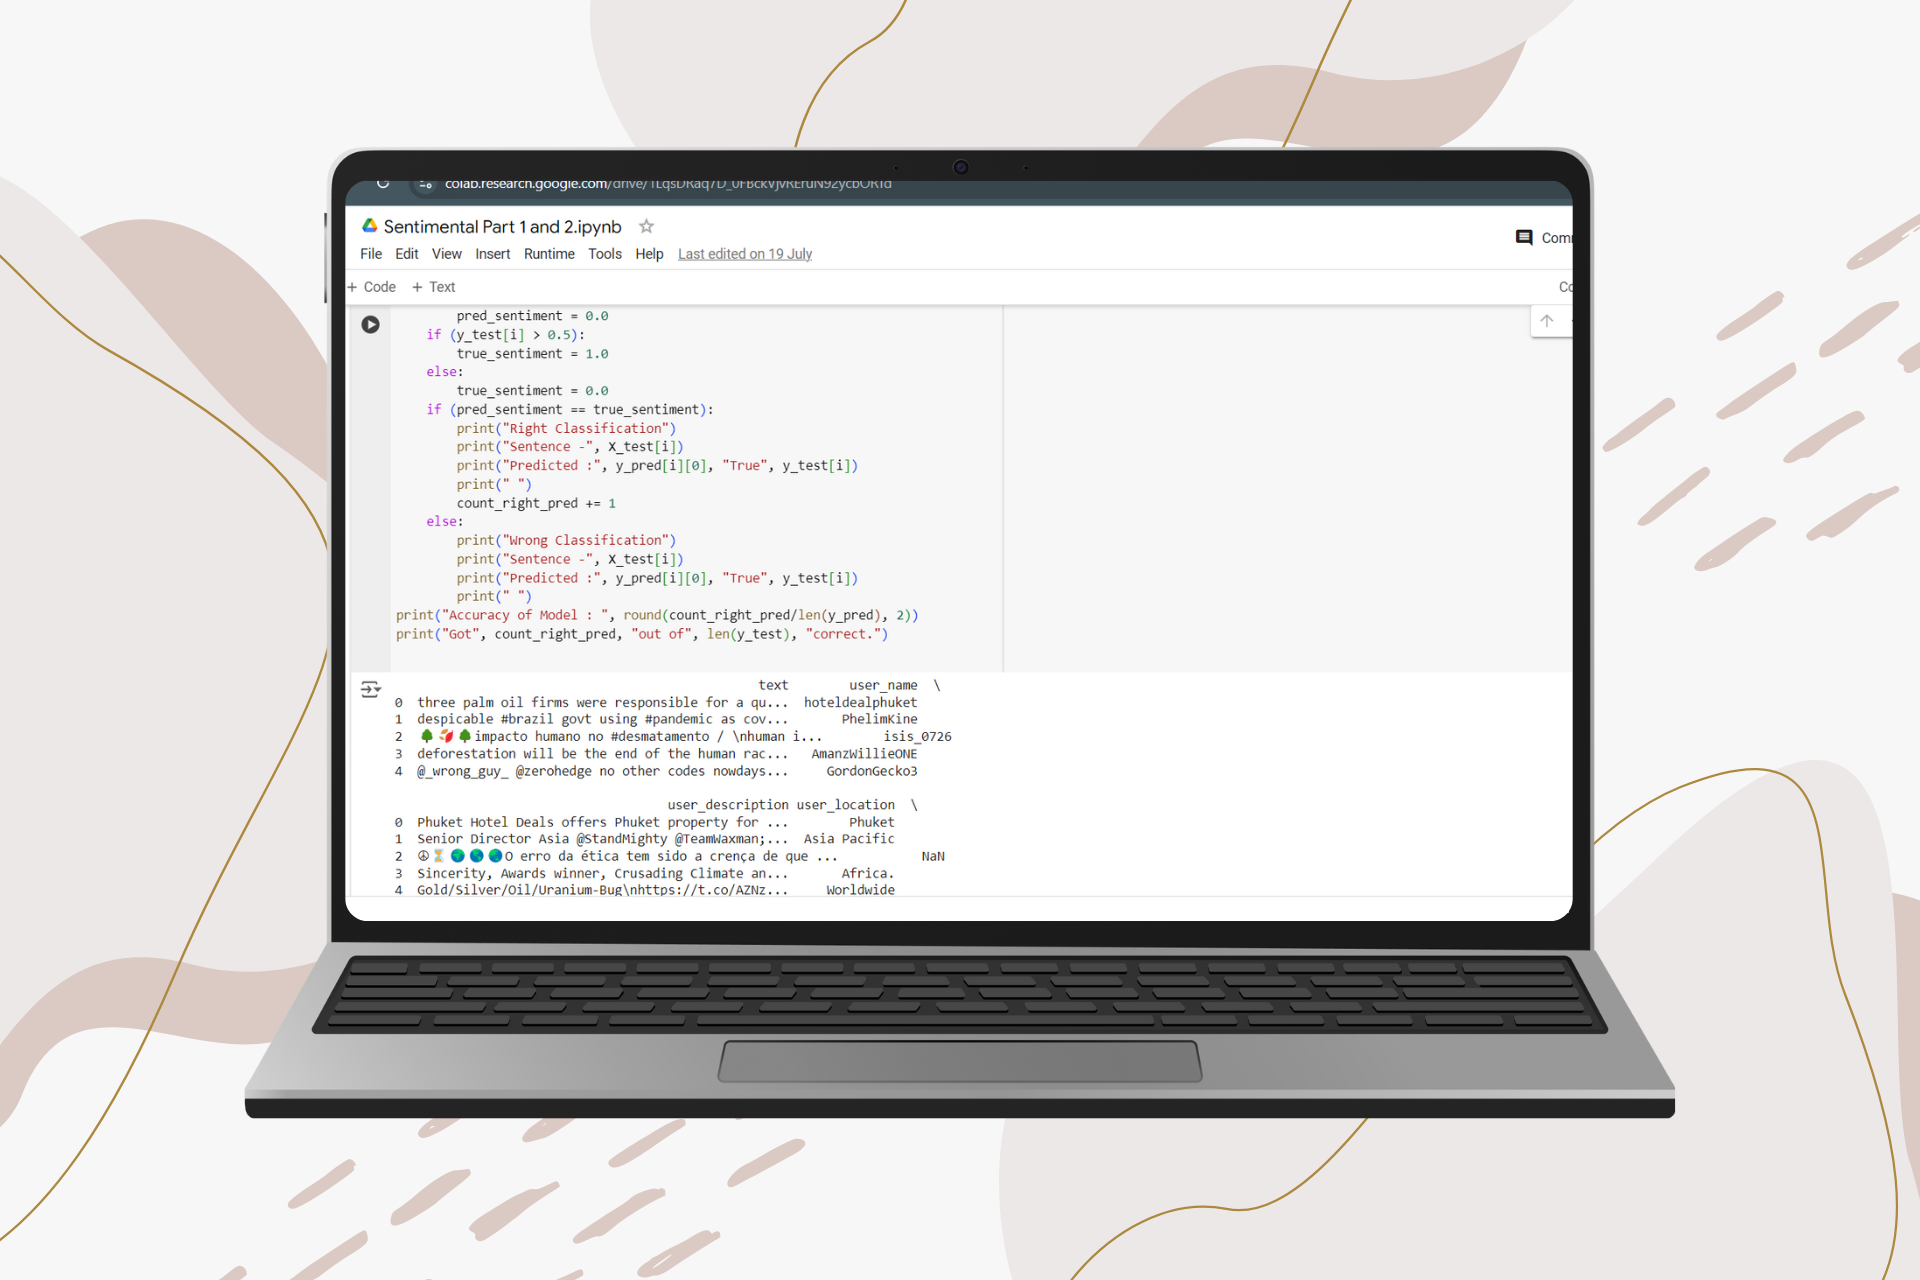 colab.research.google.com/drive/
Sentimental Part 1 and 2.ipynb
File Edit View Insert Runtime Tools Help Last edited on 19 July
+ Code + Text
pred_sentiment = 0.0
if (y_test[i] > 0.5):
true_sentiment = 1.0
else:
true_sentiment = 0.0
if (pred_sentiment == true_sentiment):
print("Right Classification")
print("Sentence -", X_test[i])
print("Predicted :", y_pred[i][0], "True", y_test[i])
print(" ")
count_right_pred += 1
else:
print("Wrong Classification")
print("Sentence -", X_test[i])
print("Predicted :", y_pred[i][0], "True", y_test[i])
print(" ")
print("Accuracy of Model : ", round(count_right_pred/len(y_pred), 2))
print("Got", count_right_pred, "out of", len(y_test), "correct.")
text user_name \
0 three palm oil firms were responsible for a qu... hoteldealphuket
1 despicable #brazil govt using #pandemic as cov... PhelimKine
2 🌲🍂🌲impacto humano no #desmatamento / \nhuman i... isis_0726
3 deforestation will be the end of the human rac... AmanzWillieONE
4 @_wrong_guy_ @zerohedge no other codes nowdays... GordonGecko3
user_description user_location \
0 Phuket Hotel Deals offers Phuket property for ... Phuket
1 Senior Director Asia @StandMighty @TeamWaxman;... Asia Pacific
2 ☮⏳🌍🌎🌏O erro da ética tem sido a crença de que ... NaN
3 Sincerity, Awards winner, Crusading Climate an... Africa.
4 Gold/Silver/Oil/Uranium-Bug\nhttps://t.co/AZNz... Worldwide